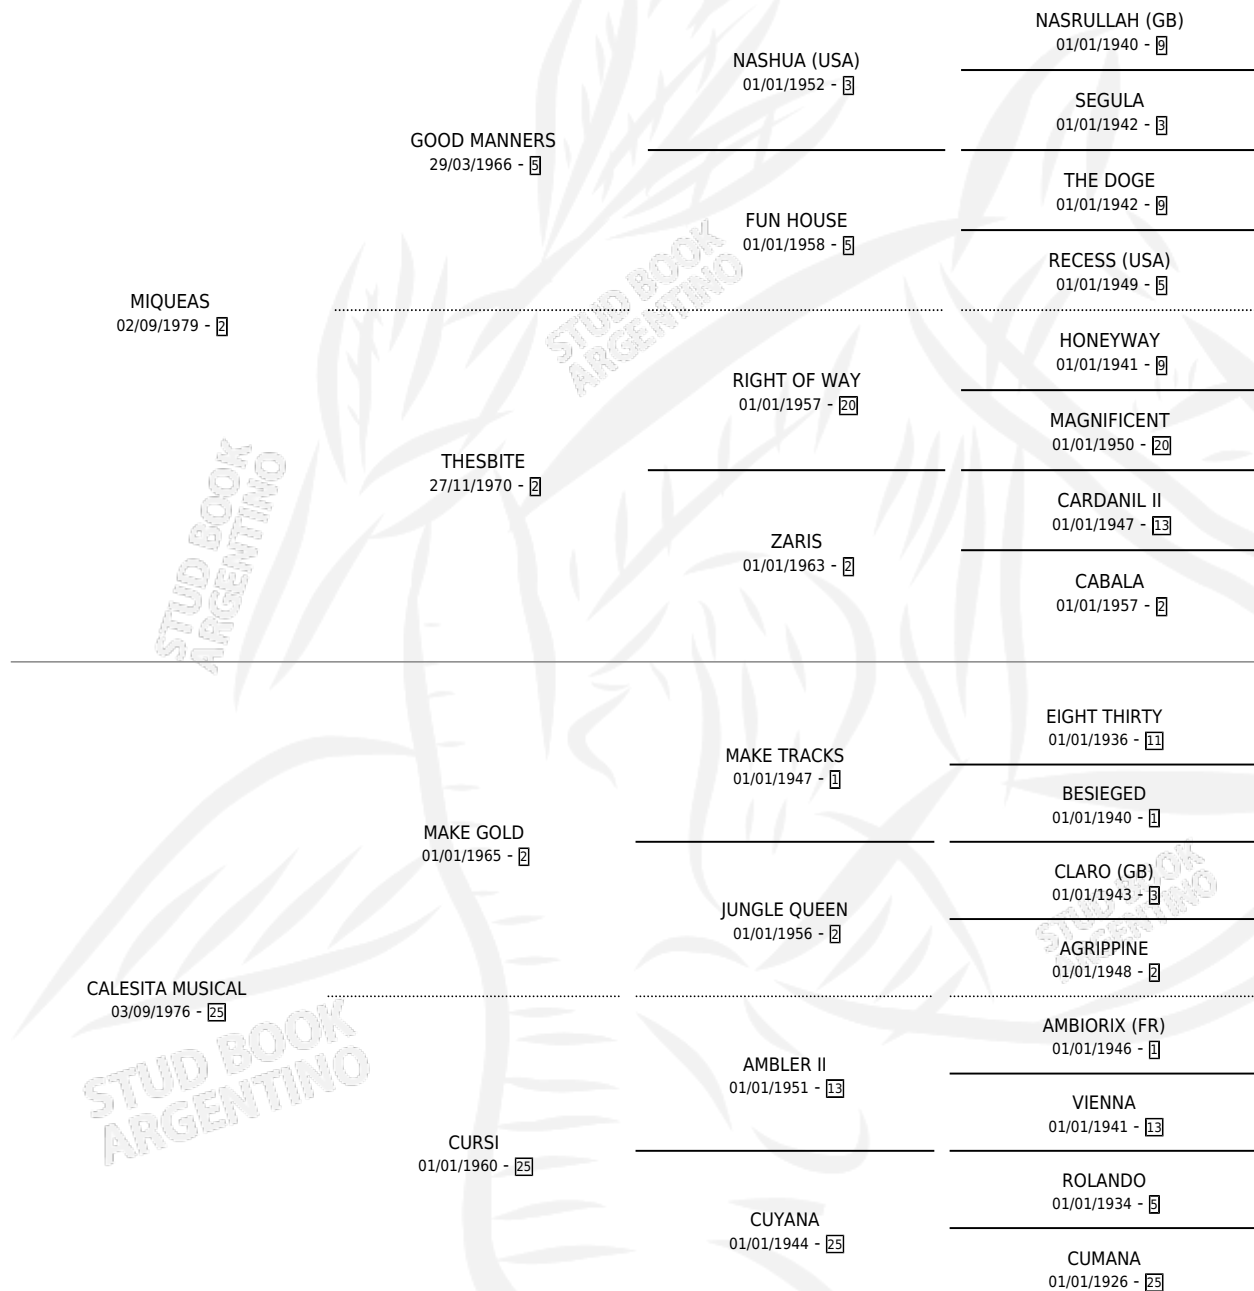 NASRULLAH (GB)
01/01/1940 - 9
NASHUA (USA)
01/01/1952 - 3
SEGULA
01/01/1942 - 3
GOOD MANNERS
29/03/1966 - 5
THE DOGE
01/01/1942 - 9
FUN HOUSE
01/01/1958 - 5
RECESS (USA)
01/01/1949 - 5
MIQUEAS
02/09/1979 - 2
HONEYWAY
01/01/1941 - 9
RIGHT OF WAY
01/01/1957 - 20
MAGNIFICENT
01/01/1950 - 20
THESBITE
27/11/1970 - 2
CARDANIL II
01/01/1947 - 13
ZARIS
01/01/1963 - 2
CABALA
01/01/1957 - 2
EIGHT THIRTY
01/01/1936 - 11
MAKE TRACKS
01/01/1947 - 1
BESIEGED
01/01/1940 - 1
MAKE GOLD
01/01/1965 - 2
CLARO (GB)
01/01/1943 - 3
JUNGLE QUEEN
01/01/1956 - 2
AGRIPPINE
01/01/1948 - 2
CALESITA MUSICAL
03/09/1976 - 25
AMBIORIX (FR)
01/01/1946 - 1
AMBLER II
01/01/1951 - 13
VIENNA
01/01/1941 - 13
CURSI
01/01/1960 - 25
ROLANDO
01/01/1934 - 5
CUYANA
01/01/1944 - 25
CUMANA
01/01/1926 - 25
STUD BOOK
ARGENTINO
STUD BOOK
ARGENTINO
STUD BOOK
ARGENTINO
STUD BOOK
ARGENTINO